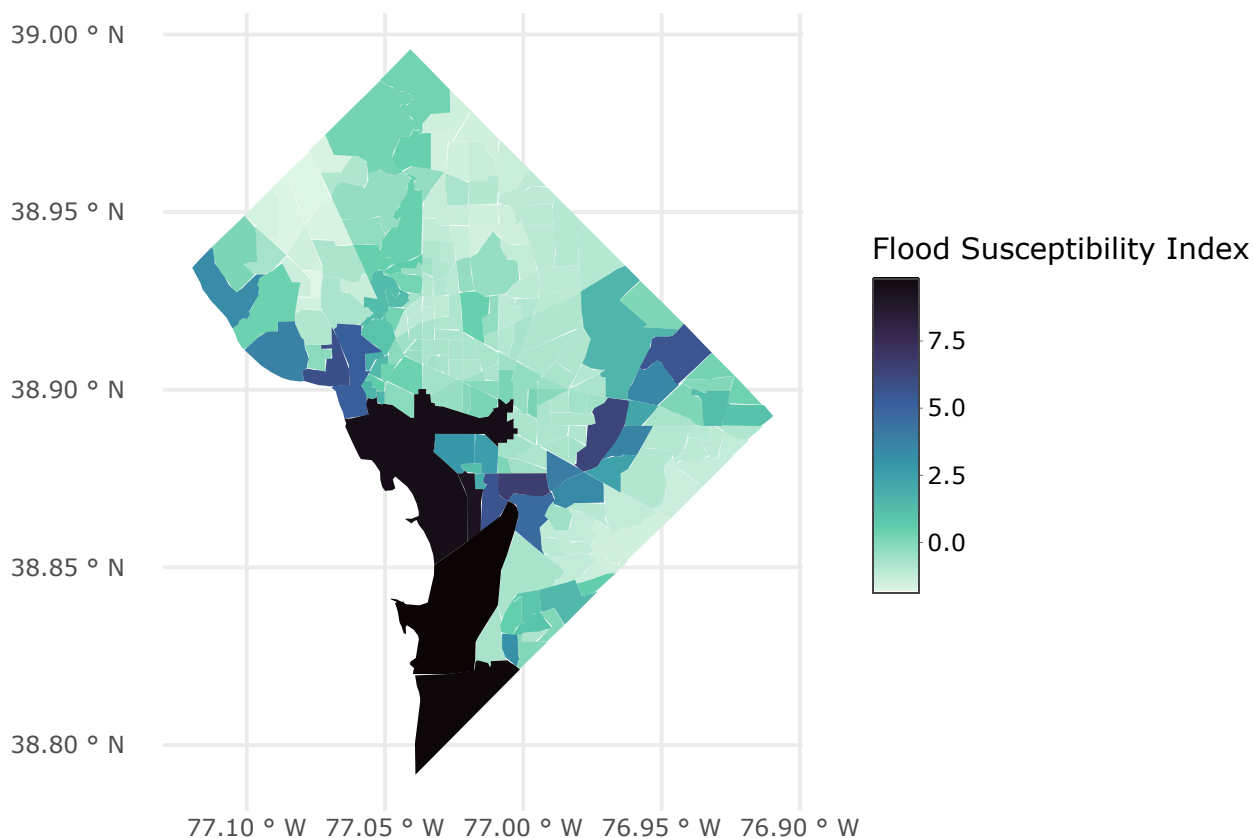 39.00 ° N
38.95 ° N
38.90 ° N
38.85 ° N
38.80 ° N
77.10 ° W 77.05 ° W 77.00 ° W 76.95 ° W 76.90 ° W
Flood Susceptibility Index
7.5
5.0
2.5
0.0